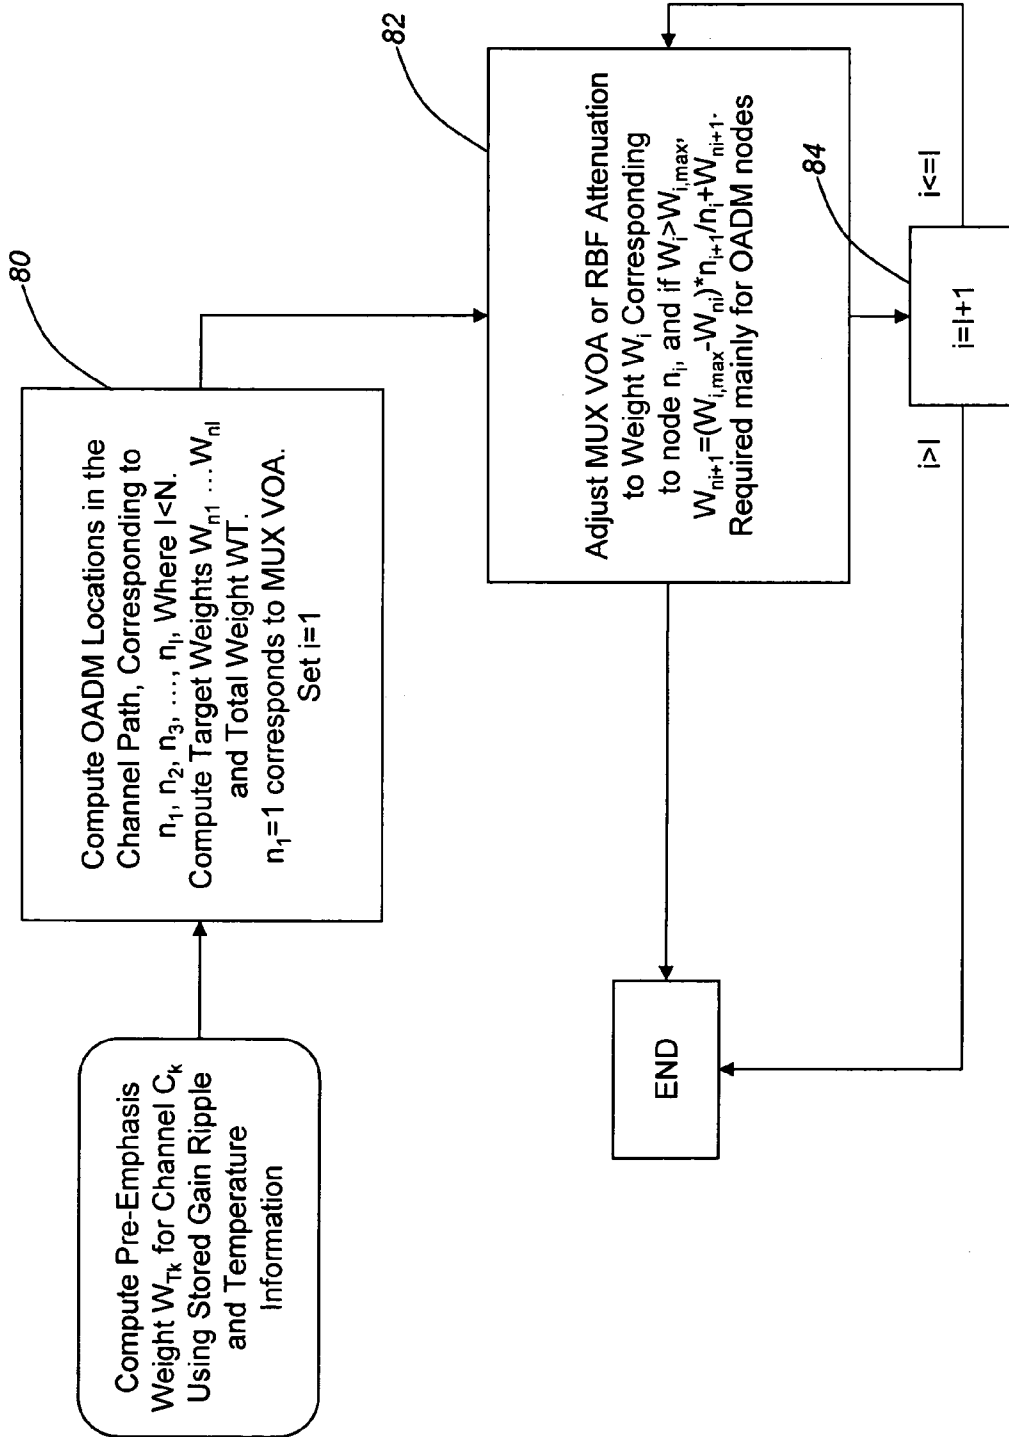 Compute Pre-Emphasis
Weight W_Tk for Channel C_k
Using Stored Gain Ripple
and Temperature
Information
80
Compute OADM Locations in the
Channel Path, Corresponding to
n_1, n_2, n_3, ..., n_I, Where I<N.
Compute Target Weights W_n1 ...W_nI
and Total Weight WT.
n_1=1 corresponds to MUX VOA.
Set i=1
82
Adjust MUX VOA or RBF Attenuation
to Weight W_i Corresponding
to node n_i, and if W_i>W_i,max,
W_ni+1=(W_i,max-W_ni)*n_i+1/n_i+W_ni+1.
Required mainly for OADM nodes
84
i=I+1
i<=I
i>I
END